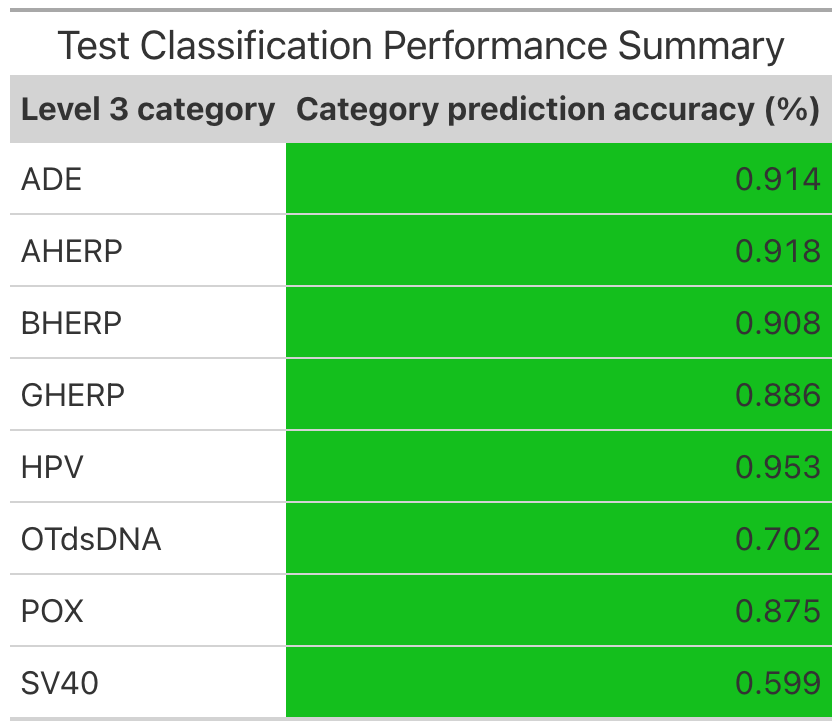 Test Classification Performance Summary
Level 3 category Category prediction accuracy (%)
ADE 0.914
AHERP 0.918
BHERP 0.908
GHERP 0.886
HPV 0.953
OTdsDNA 0.702
POX 0.875
SV40 0.599